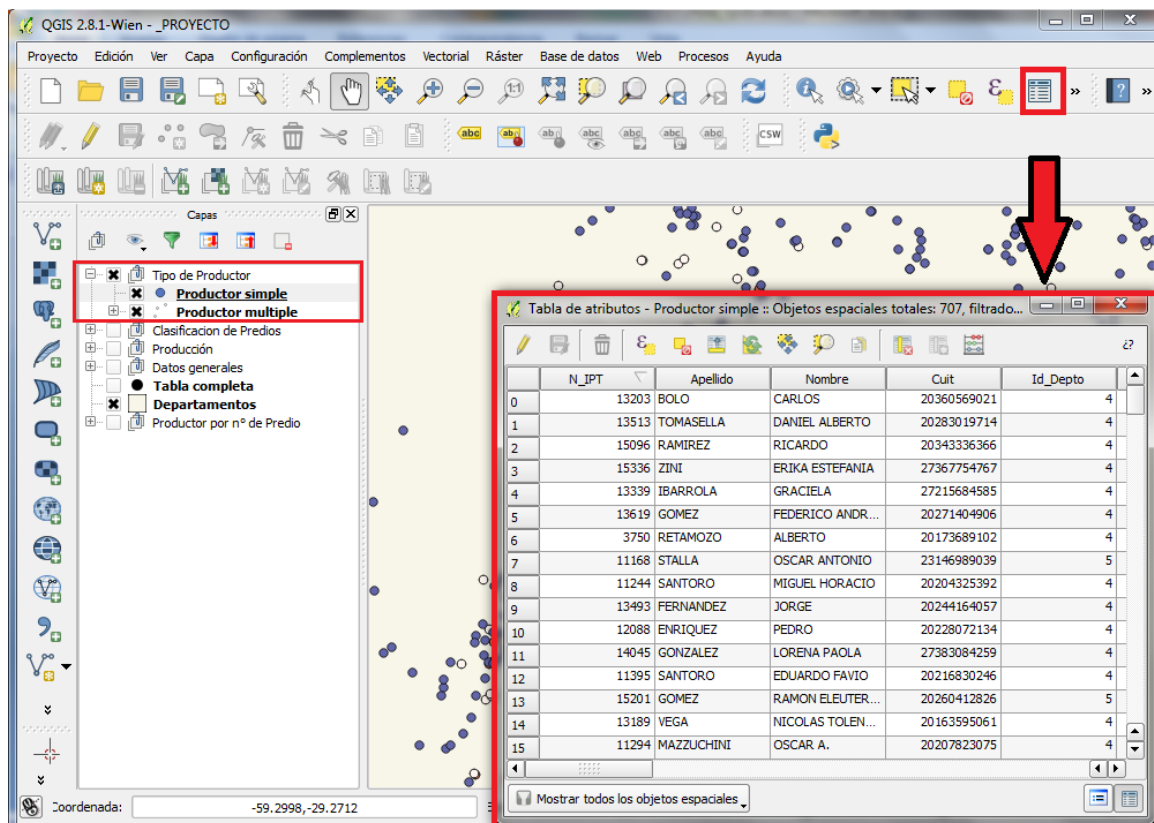 QGIS 2.8.1-Wien - _PROYECTO
Proyecto Edición Ver Capa Configuración Complementos Vectorial Ráster Base de datos Web Procesos Ayuda
abc abc abc abc abc abc abc CSW
Capas
Tipo de Productor
Productor simple
Productor multiple
Clasificacion de Predios
Producción
Datos generales
Tabla completa
Departamentos
Productor por nº de Predio
Tabla de atributos - Productor simple :: Objetos espaciales totales: 707, filtrado...
N_IPT Apellido Nombre Cuit Id_Depto
0 13203 BOLO CARLOS 20360569021 4
1 13513 TOMASELLA DANIEL ALBERTO 20283019714 4
2 15096 RAMIREZ RICARDO 20343336366 4
3 15336 ZINI ERIKA ESTEFANIA 27367754767 4
4 13339 IBARROLA GRACIELA 27215684585 4
5 13619 GOMEZ FEDERICO ANDR... 20271404906 4
6 3750 RETAMOZO ALBERTO 20173689102 4
7 11168 STALLA OSCAR ANTONIO 23146989039 5
8 11244 SANTORO MIGUEL HORACIO 20204325392 4
9 13493 FERNANDEZ JORGE 20244164057 4
10 12088 ENRIQUEZ PEDRO 20228072134 4
11 14045 GONZALEZ LORENA PAOLA 27383084259 4
12 11395 SANTORO EDUARDO FAVIO 20216830246 4
13 15201 GOMEZ RAMON ELEUTER... 20260412826 5
14 13189 VEGA NICOLAS TOLEN... 20163595061 4
15 11294 MAZZUCHINI OSCAR A. 20207823075 4
Mostrar todos los objetos espaciales
Coordenada: -59.2998,-29.2712